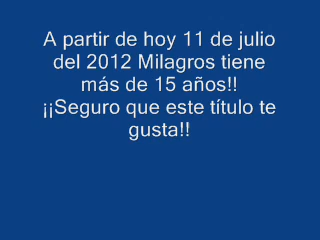 A partir de hoy 11 de julio
del 2012 Milagros tiene
más de 15 años!!
¡¡Seguro que este título te
gusta!!